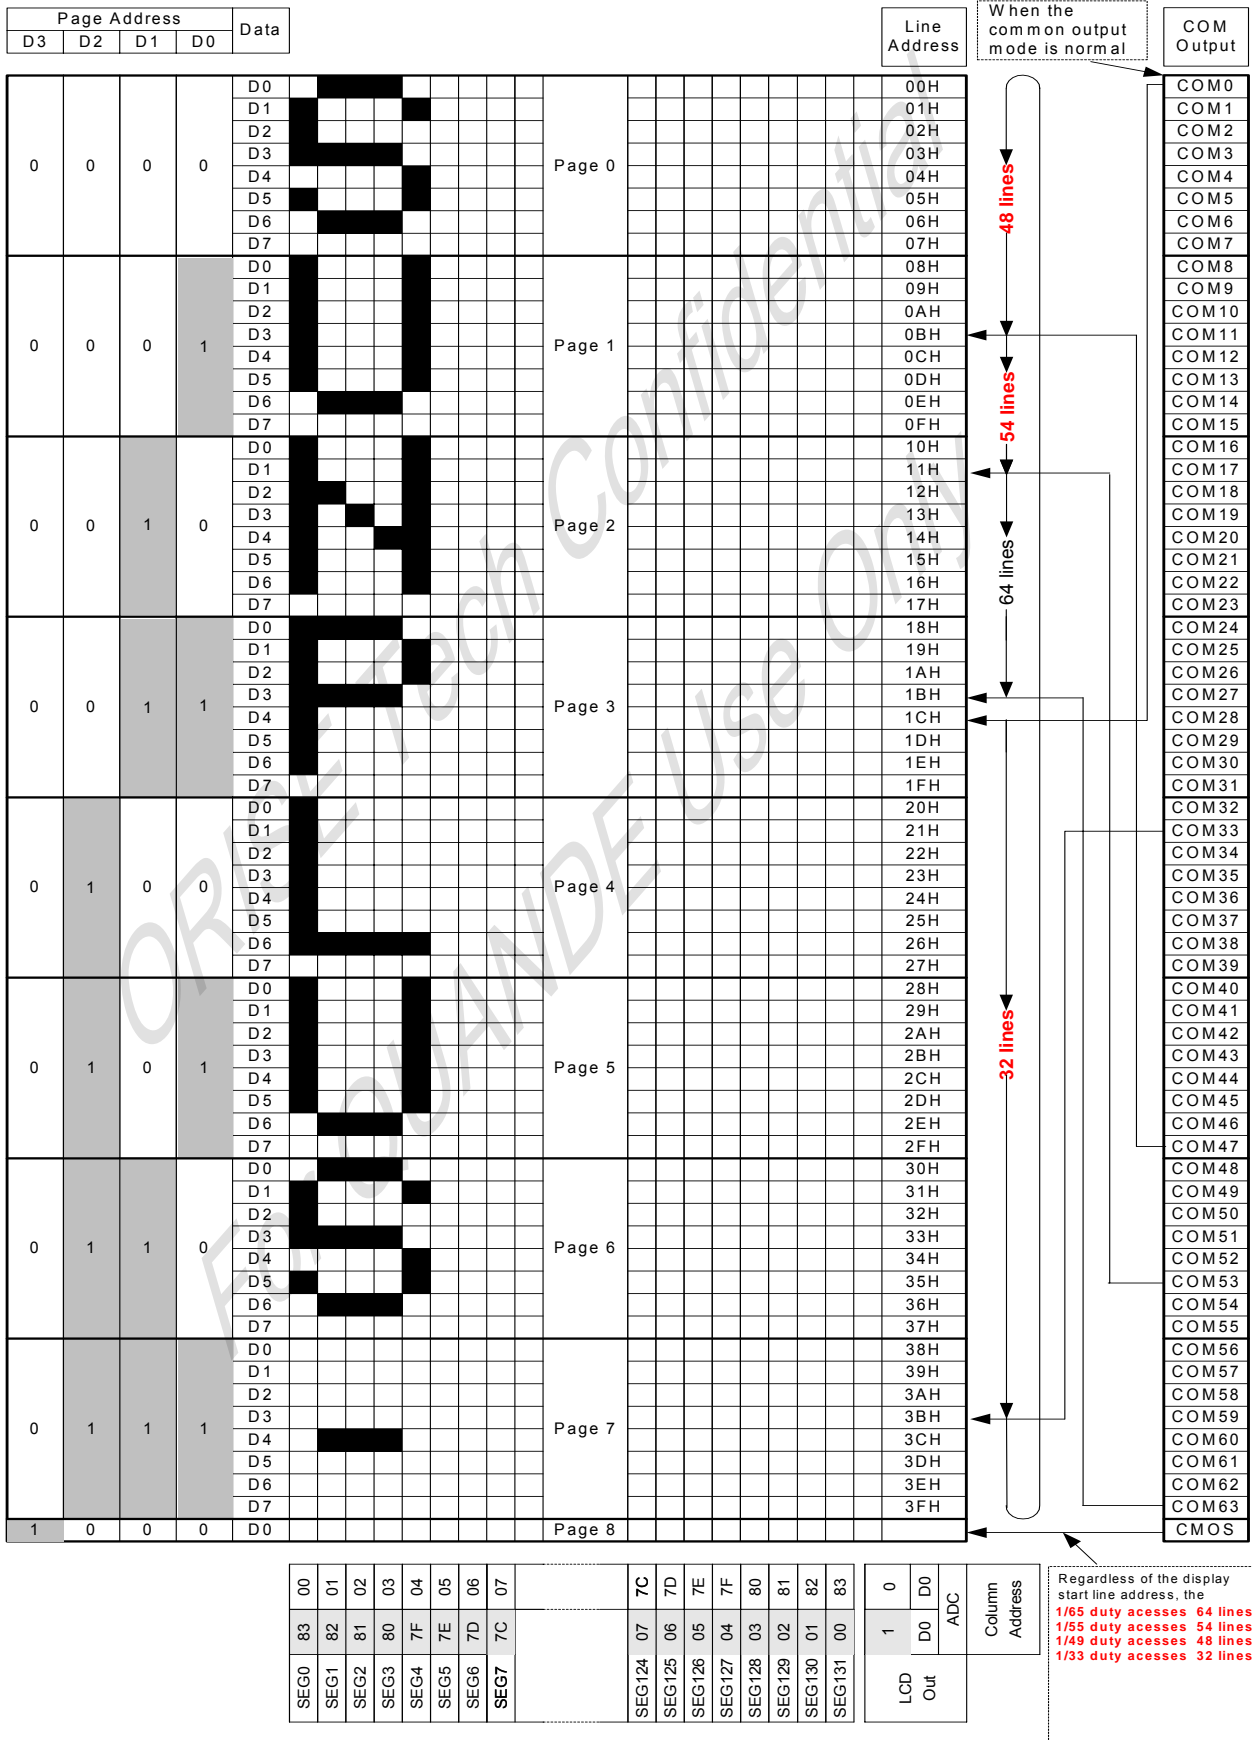 Page Address
D3 D2 D1 D0
Data
Line Address
When the common output mode is normal
COM Output
0 0 0 0 Page 0
D0 00H COM0
D1 01H COM1
D2 02H COM2
D3 03H COM3
D4 04H COM4
D5 05H COM5
D6 06H COM6
D7 07H COM7
0 0 0 1 Page 1
D0 08H COM8
D1 09H COM9
D2 0AH COM10
D3 0BH COM11
D4 0CH COM12
D5 0DH COM13
D6 0EH COM14
D7 0FH COM15
0 0 1 0 Page 2
D0 10H COM16
D1 11H COM17
D2 12H COM18
D3 13H COM19
D4 14H COM20
D5 15H COM21
D6 16H COM22
D7 17H COM23
0 0 1 1 Page 3
D0 18H COM24
D1 19H COM25
D2 1AH COM26
D3 1BH COM27
D4 1CH COM28
D5 1DH COM29
D6 1EH COM30
D7 1FH COM31
0 1 0 0 Page 4
D0 20H COM32
D1 21H COM33
D2 22H COM34
D3 23H COM35
D4 24H COM36
D5 25H COM37
D6 26H COM38
D7 27H COM39
0 1 0 1 Page 5
D0 28H COM40
D1 29H COM41
D2 2AH COM42
D3 2BH COM43
D4 2CH COM44
D5 2DH COM45
D6 2EH COM46
D7 2FH COM47
0 1 1 0 Page 6
D0 30H COM48
D1 31H COM49
D2 32H COM50
D3 33H COM51
D4 34H COM52
D5 35H COM53
D6 36H COM54
D7 37H COM55
0 1 1 1 Page 7
D0 38H COM56
D1 39H COM57
D2 3AH COM58
D3 3BH COM59
D4 3CH COM60
D5 3DH COM61
D6 3EH COM62
D7 3FH COM63
1 0 0 0 D0 Page 8 CMOS
48 lines
54 lines
64 lines
32 lines
S
U
N
P
L
U
S
ORISE Tech Confidential
For QUANDE Use Only
00 01 02 03 04 05 06 07 7C 7D 7E 7F 80 81 82 83 0 D0
83 82 81 80 7F 7E 7D 7C 07 06 05 04 03 02 01 00 1 D0
ADC
Column Address
SEG0 SEG1 SEG2 SEG3 SEG4 SEG5 SEG6 SEG7 SEG124 SEG125 SEG126 SEG127 SEG128 SEG129 SEG130 SEG131
LCD Out
Regardless of the display
start line address, the
1/65 duty acesses 64 lines
1/55 duty acesses 54 lines
1/49 duty acesses 48 lines
1/33 duty acesses 32 lines